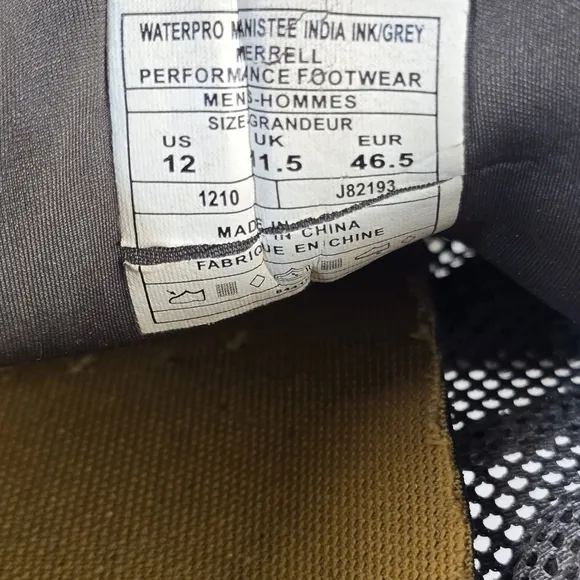 WATERPRO MANISTEE INDIA INK/GREY
MERRELL
PERFORMANCE FOOTWEAR
MENS-HOMMES
SIZE-GRANDEUR
US UK EUR
12 11.5 46.5
1210 J82193
MADE IN CHINA
FABRIQUE EN CHINE